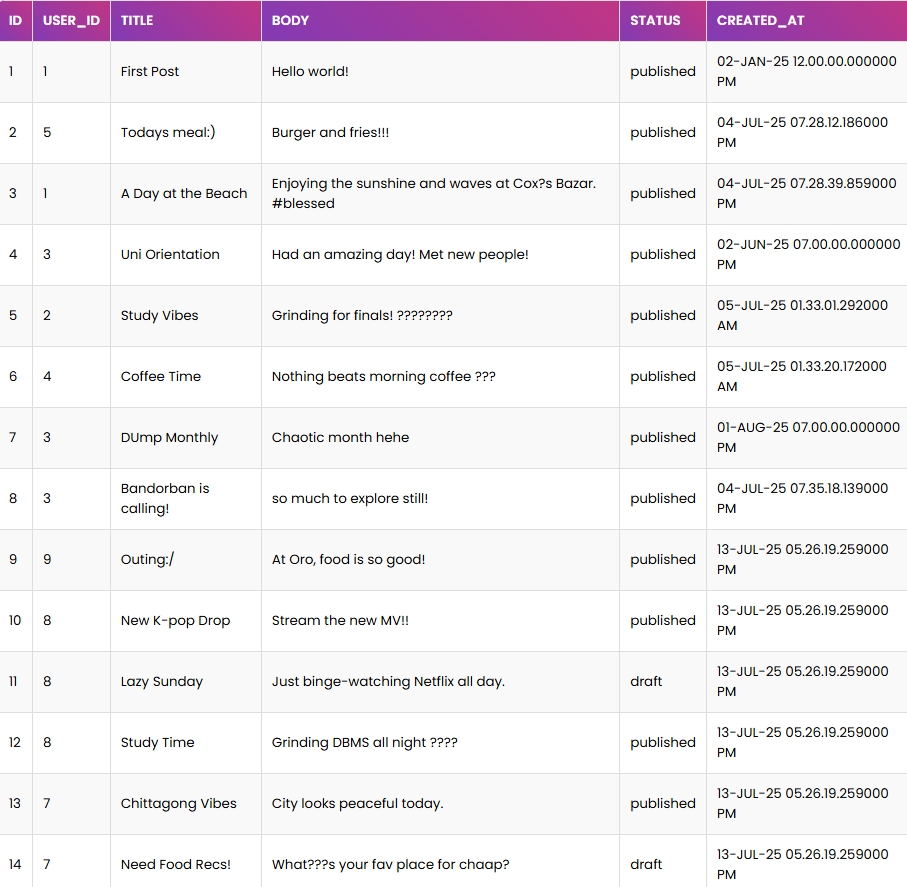 ID USER_ID TITLE BODY STATUS CREATED_AT
1 1 First Post Hello world! published 02-JAN-25 12.00.00.000000 PM
2 5 Todays meal:) Burger and fries!!! published 04-JUL-25 07.28.12.186000 PM
3 1 A Day at the Beach Enjoying the sunshine and waves at Cox?s Bazar. #blessed published 04-JUL-25 07.28.39.859000 PM
4 3 Uni Orientation Had an amazing day! Met new people! published 02-JUN-25 07.00.00.000000 PM
5 2 Study Vibes Grinding for finals! ???????? published 05-JUL-25 01.33.01.292000 AM
6 4 Coffee Time Nothing beats morning coffee ??? published 05-JUL-25 01.33.20.172000 AM
7 3 DUmp Monthly Chaotic month hehe published 01-AUG-25 07.00.00.000000 PM
8 3 Bandorban is calling! so much to explore still! published 04-JUL-25 07.35.18.139000 PM
9 9 Outing:/ At Oro, food is so good! published 13-JUL-25 05.26.19.259000 PM
10 8 New K-pop Drop Stream the new MV!! published 13-JUL-25 05.26.19.259000 PM
11 8 Lazy Sunday Just binge-watching Netflix all day. draft 13-JUL-25 05.26.19.259000 PM
12 8 Study Time Grinding DBMS all night ???? published 13-JUL-25 05.26.19.259000 PM
13 7 Chittagong Vibes City looks peaceful today. published 13-JUL-25 05.26.19.259000 PM
14 7 Need Food Recs! What???s your fav place for chaap? draft 13-JUL-25 05.26.19.259000 PM